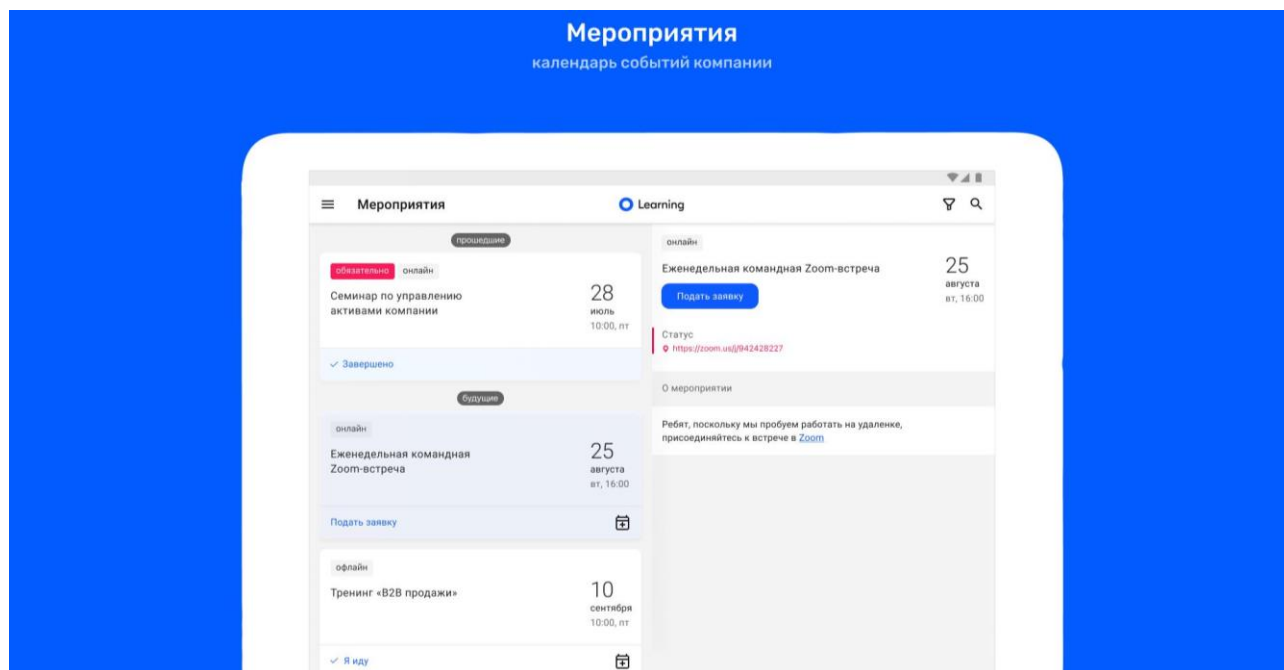 Мероприятия
календарь событий компании
Мероприятия
Learning
прошедшие
обязательно онлайн
Семинар по управлению
активами компании
28
июль
10:00, пт
Завершено
будущие
онлайн
Еженедельная командная
Zoom-встреча
25
августа
вт, 16:00
Подать заявку
офлайн
Тренинг «B2B продажи»
10
сентября
10:00, пт
Я иду
онлайн
Еженедельная командная Zoom-встреча
25
августа
вт, 16:00
Подать заявку
Статус
https://zoom.us/j/942428227
О мероприятии
Ребят, поскольку мы пробуем работать на удаленке,
присоединяйтесь к встрече в Zoom